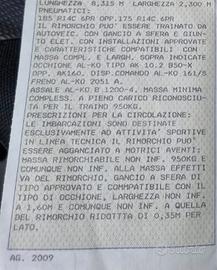 LUNGHEZZA 8,315 M LARGHEZZA 2,300 M
PNEUMATICI:
185 R14C 6PR OPP.175 R14C 6PR
IL RIMORCHIO PUO' ESSERE TRAINATO DA
AUTOVEIC. CON GANCIO A SFERA E GIUN-
TO ELET. CON INSTALLAZIONI APPROVATE
E CARATTERISTICHE COMPATIBILI CON
MASSA COMPL. E LARGH. SOPRA INDICATE
OCCHIONE AL-KO TIPO AK 10.2 850-K
OPP. AK160. DISP.COMANDO AL-KO 161/S
FRENO AL-KO 2051 A.
ASSALE AL-KO B 1200-4, MASSA MINIMA
COMPLESS. A PIENO CARICO RICONOSCIU-
TA PER IL TRAINO 950KG.
PRESCRIZIONI PER LA CIRCOLAZIONE:
LE IMBARCAZIONI SONO DESTINATE
ESCLUSIVAMENTE AD ATTIVITA' SPORTIVE
IN LINEA TECNICA IL RIMORCHIO PUO'
ESSERE AGGANCIATO A MOTRICI AVENTI:
MASSA RIMORCHIABILE NON INF. 950KG E
COMUNQUE NON INF. ALLA MASSA EFFETTI
VA DEL RIMORCHIO, GANCIO A SFERA DI
TIPO APPROVATO E COMMPATIBILE CON IL
TIPO DI OCCHIONE, LARGHEZZA NON INF.
A 1,60M E COMUNQUE NON INF. A QUELLA
DEL RIMORCHIO RIDOTTTA DI 0,35M PER
LATO.
AG. 2009